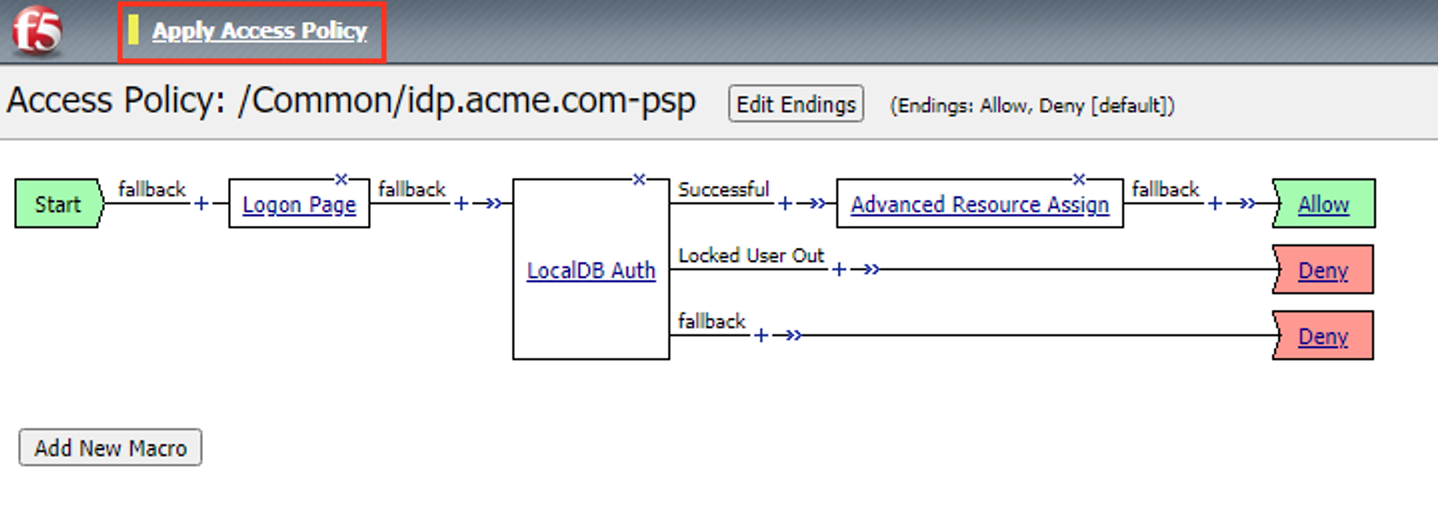 f5 Apply Access Policy
Access Policy: /Common/idp.acme.com-psp Edit Endings (Endings: Allow, Deny [default])
Start fallback + Logon Page fallback + Successful + Advanced Resource Assign fallback + Allow
LocalDB Auth Locked User Out + Deny
fallback + Deny
Add New Macro